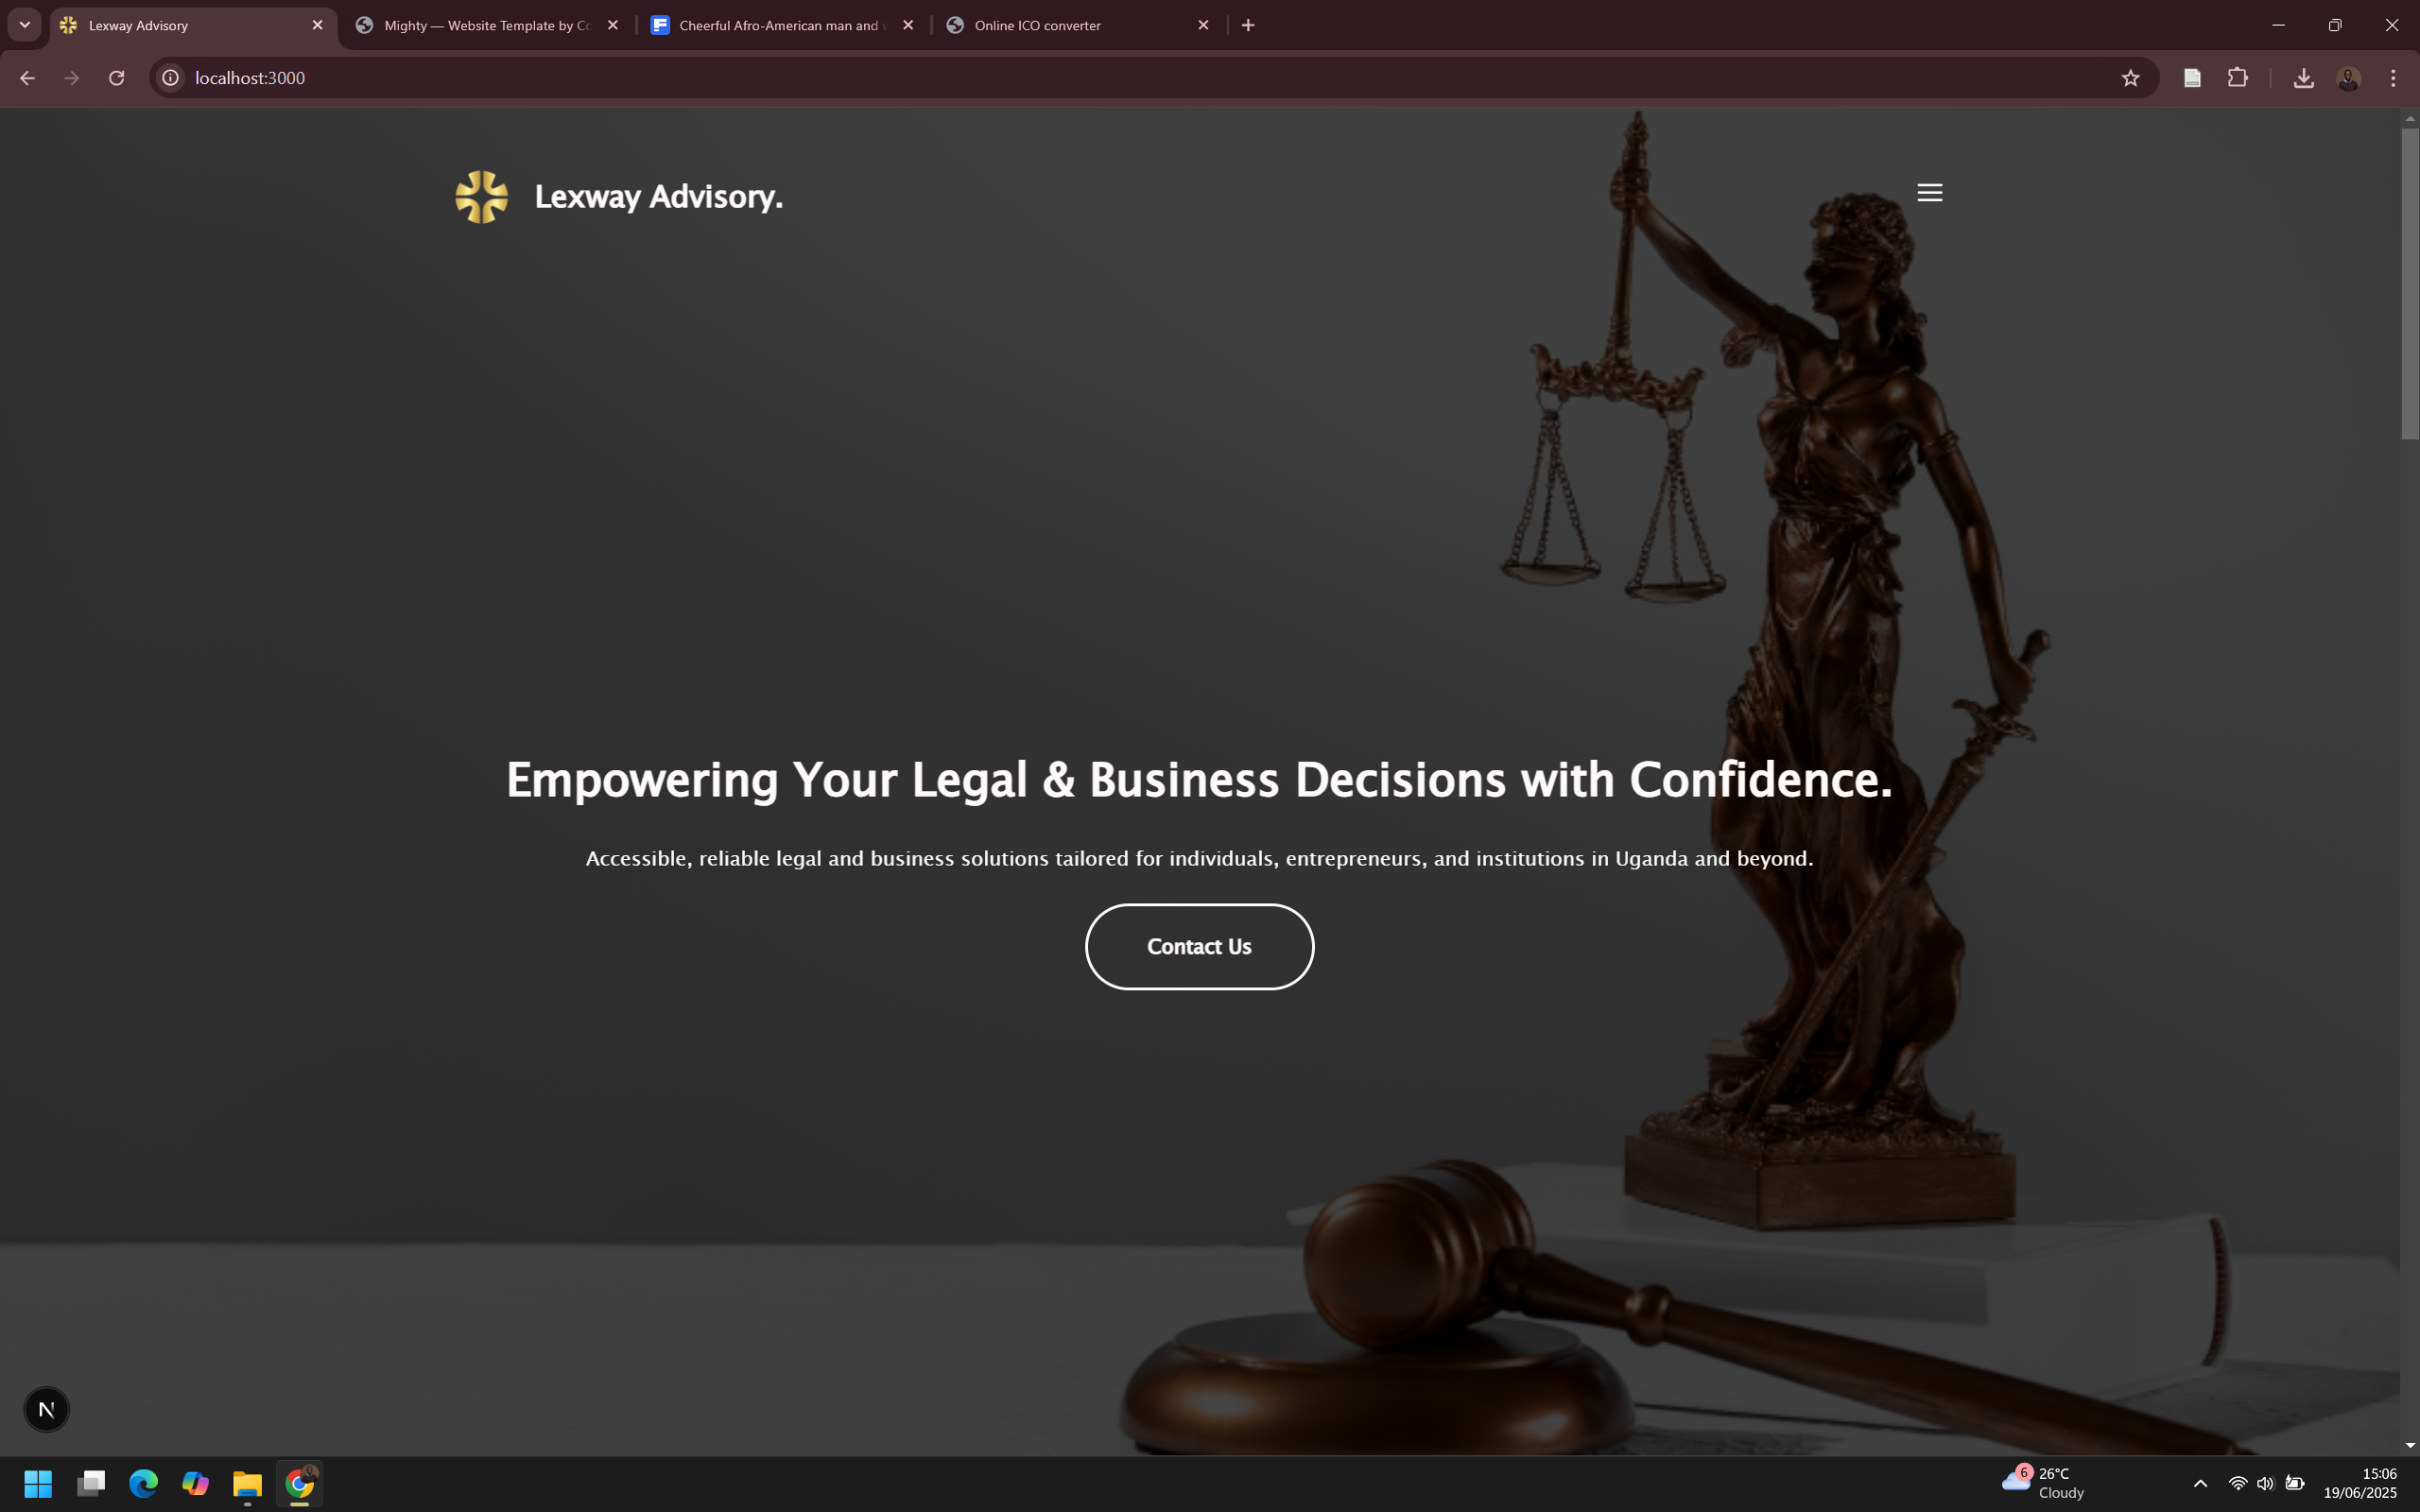 Lexway Advisory
Mighty — Website Template by Co
Cheerful Afro-American man and w
Online ICO converter
localhost:3000
Lexway Advisory.
Empowering Your Legal & Business Decisions with Confidence.
Accessible, reliable legal and business solutions tailored for individuals, entrepreneurs, and institutions in Uganda and beyond.
Contact Us
N
6
26°C
Cloudy
15:06
19/06/2025